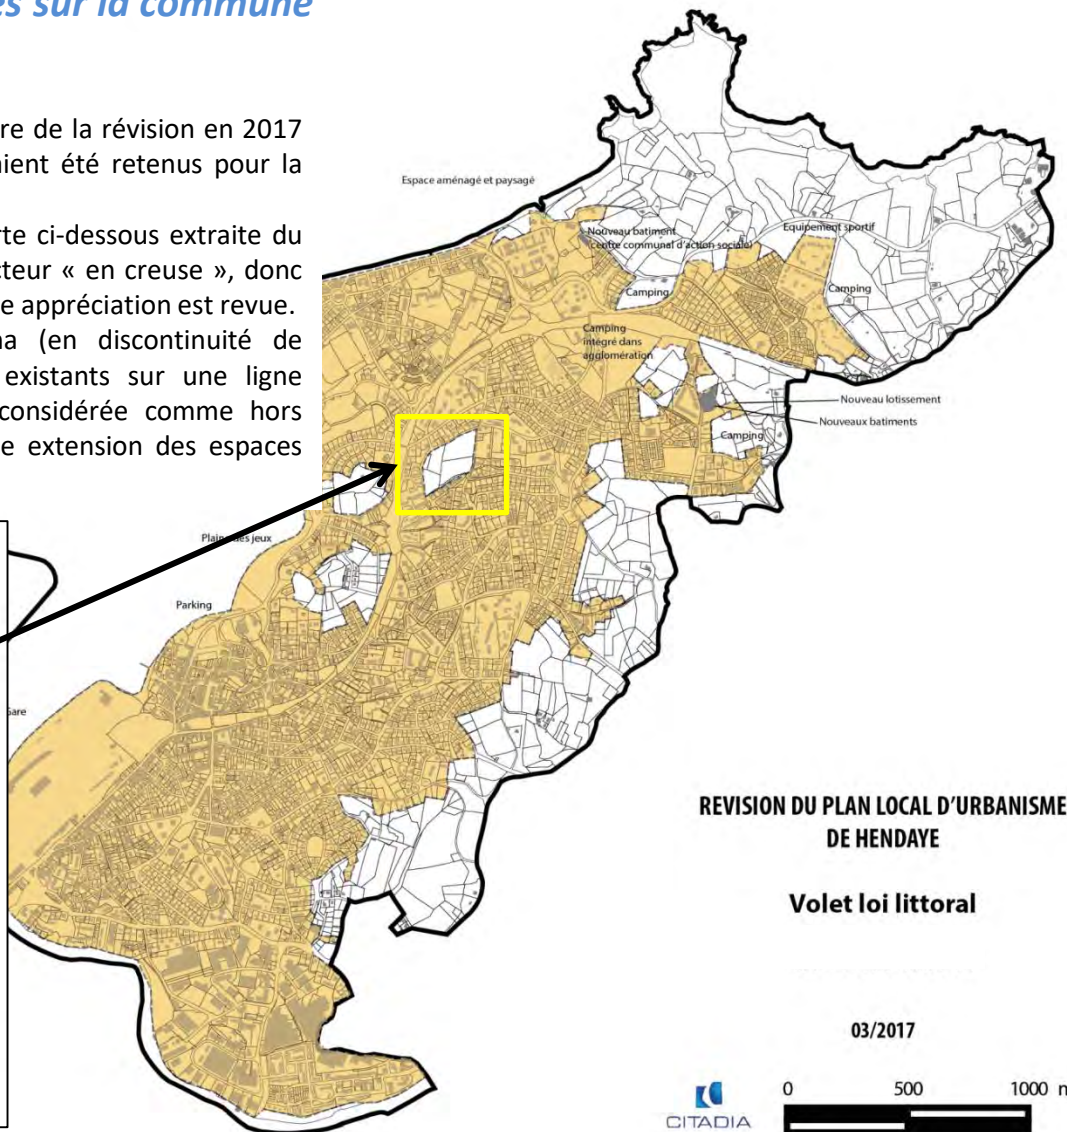 es sur la commune
re de la révision en 2017
aient été retenus pour la
rte ci-dessous extraite du
cteur « en creuse », donc
e appréciation est revue.
na (en discontinuité de
existants sur une ligne
considérée comme hors
e extension des espaces
Espace aménagé et paysagé
Nouveau batiment
(centre communal d'action sociale)
Equipement sportif
Camping
Camping
Camping
intégré dans
agglomération
Nouveau lotissement
Nouveaux batiments
Camping
Plaine des jeux
Parking
Gare
REVISION DU PLAN LOCAL D'URBANISME
DE HENDAYE
Volet loi littoral
03/2017
CITADIA
0 500 1000 m